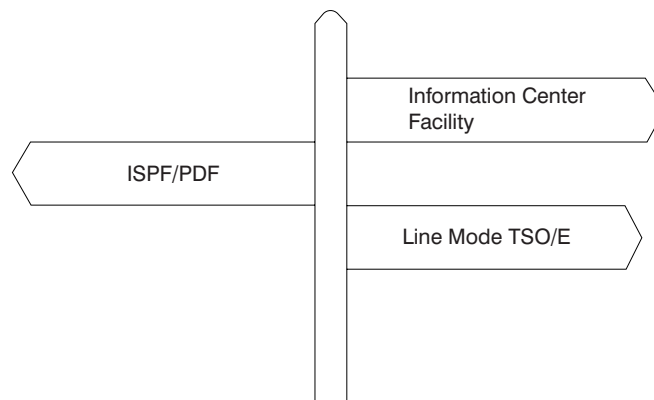 Information Center
Facility
ISPF/PDF
Line Mode TSO/E